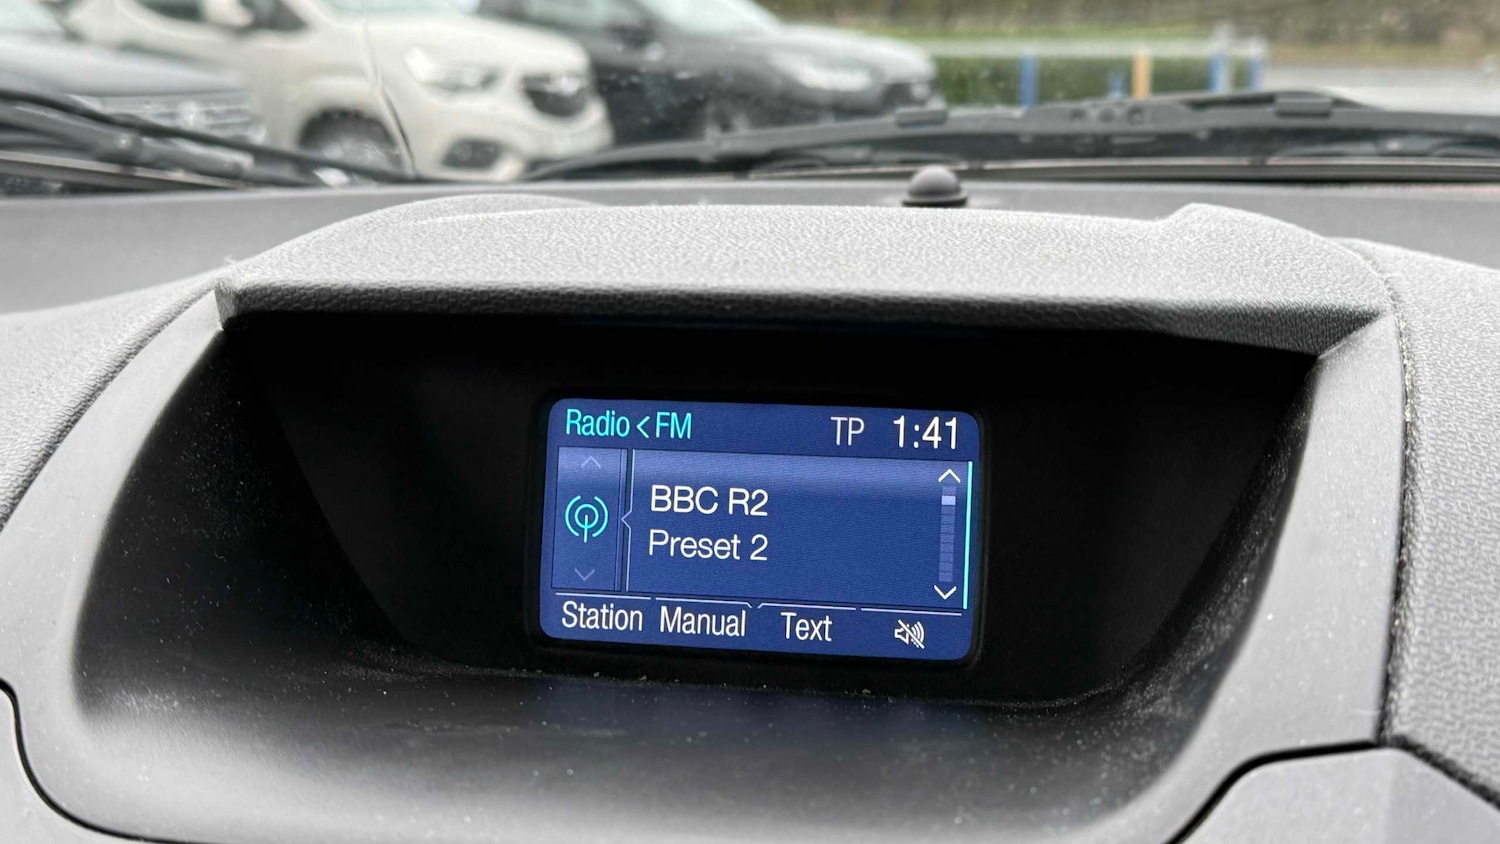 Radio < FM TP 1:41
BBC R2
Preset 2
Station Manual Text